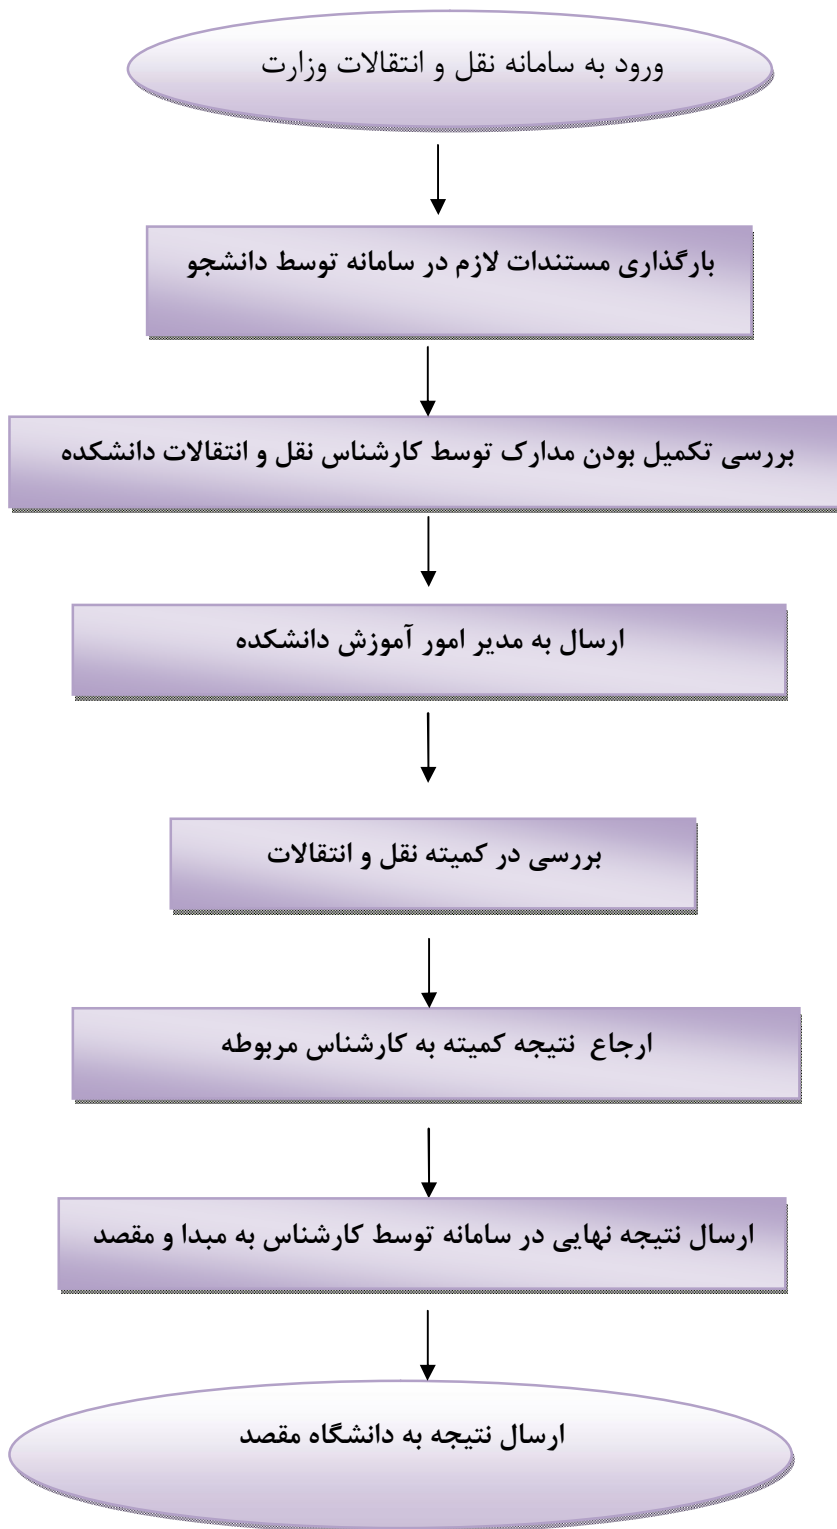 ورود به سامانه نقل و انتقالات وزارت
بارگذاری مستندات لازم در سامانه توسط دانشجو
بررسی تکمیل بودن مدارک توسط کارشناس نقل و انتقالات دانشکده
ارسال به مدیر امور آموزش دانشکده
بررسی در کمیته نقل و انتقالات
ارجاع نتیجه کمیته به کارشناس مربوطه
ارسال نتیجه نهایی در سامانه توسط کارشناس به مبدا و مقصد
ارسال نتیجه به دانشگاه مقصد